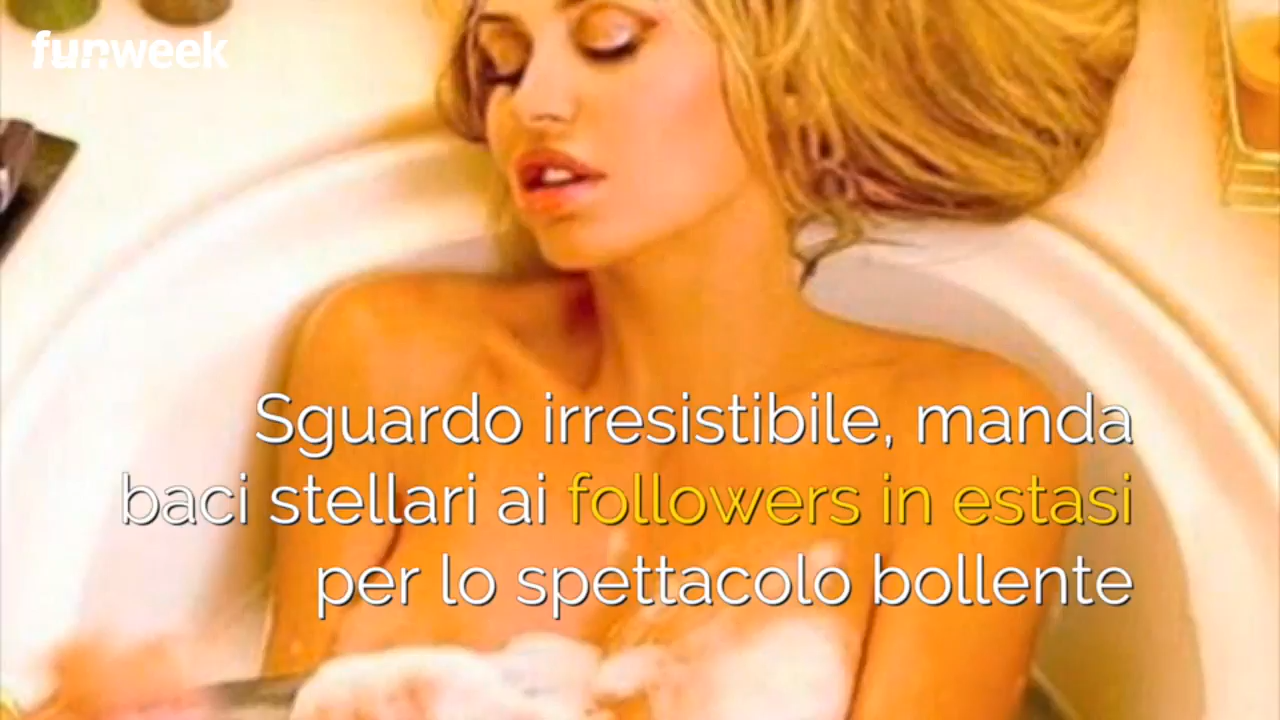 funweek
Sguardo irresistibile, manda
baci stellari ai followers in estasi
per lo spettacolo bollente